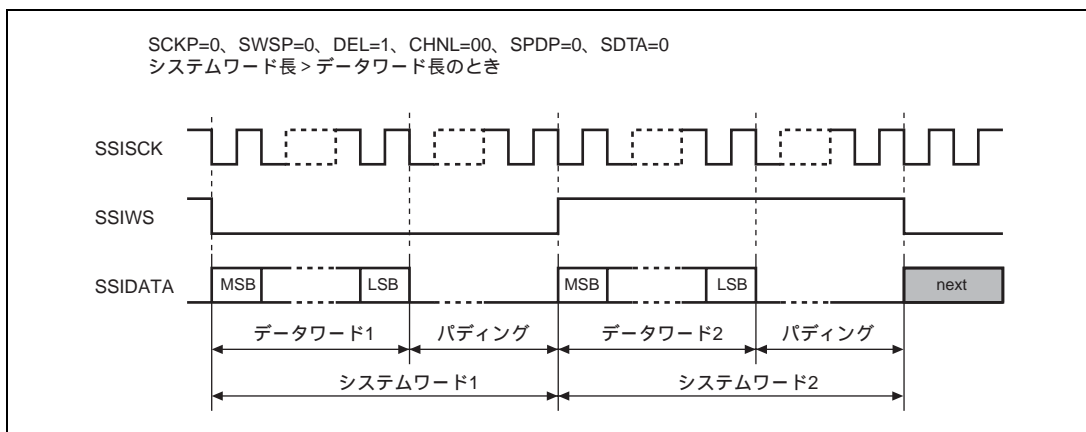 SCKP=0、SWSP=0、DEL=1、CHNL=00、SPDP=0、SDTA=0
システムワード長 > データワード長のとき
SSISCK
SSIWS
SSIDATA MSB LSB MSB LSB next
データワード1 パディング データワード2 パディング
システムワード1 システムワード2